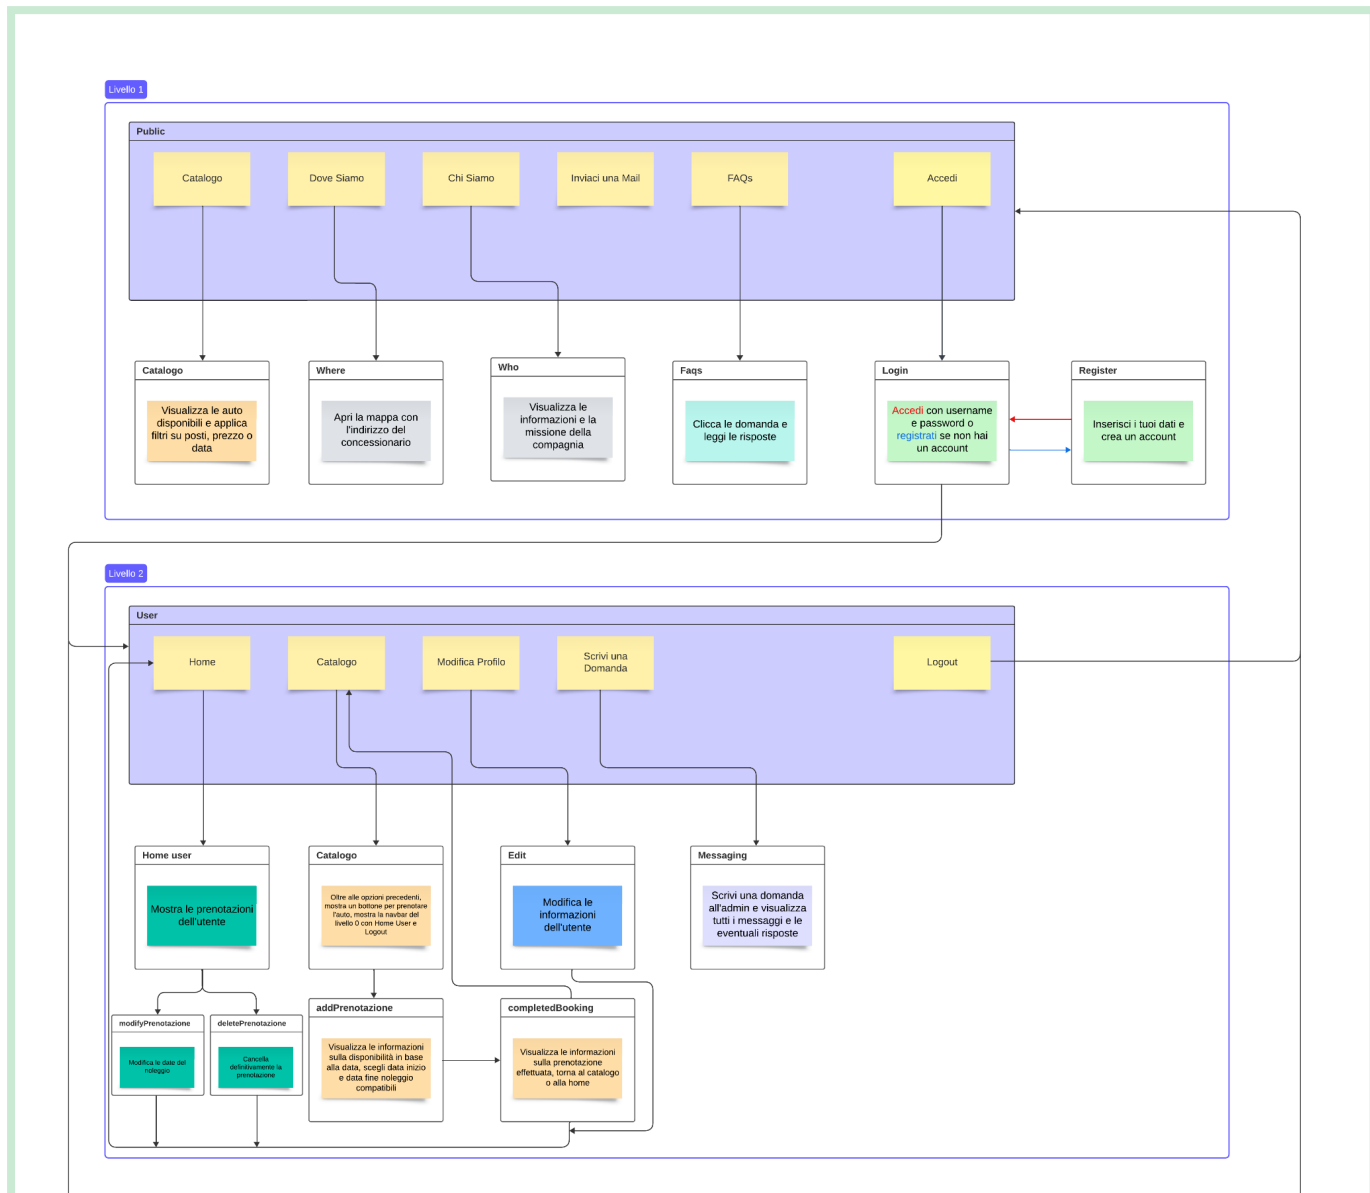 Livello 1
Public
Catalogo
Dove Siamo
Chi Siamo
Inviaci una Mail
FAQs
Accedi
Catalogo
Visualizza le auto
disponibili e applica
filtri su posti, prezzo o
data
Where
Apri la mappa con
l'indirizzo del
concessionario
Who
Visualizza le
informazioni e la
missione della
compagnia
Faqs
Clicca le domanda e
leggi le risposte
Login
Accedi con username
e password o
registrati se non hai
un account
Register
Inserisci i tuoi dati e
crea un account
Livello 2
User
Home
Catalogo
Modifica Profilo
Scrivi una
Domanda
Logout
Home user
Mostra le prenotazioni
dell'utente
Catalogo
Oltre alle opzioni precedenti,
mostra un bottone per prenotare
l'auto, mostra la navbar del
livello 0 con Home User e
Logout
Edit
Modifica le
informazioni
dell'utente
Messaging
Scrivi una domanda
all'admin e visualizza
tutti i messaggi e le
eventuali risposte
modifyPrenotazione
Modifica le date del
noleggio
deletePrenotazione
Cancella
definitivamente la
prenotazione
addPrenotazione
Visualizza le informazioni
sulla disponibilità in base
alla data, scegli data inizio
e data fine noleggio
compatibili
completedBooking
Visualizza le informazioni
sulla prenotazione
effettuata, torna al catalogo
o alla home